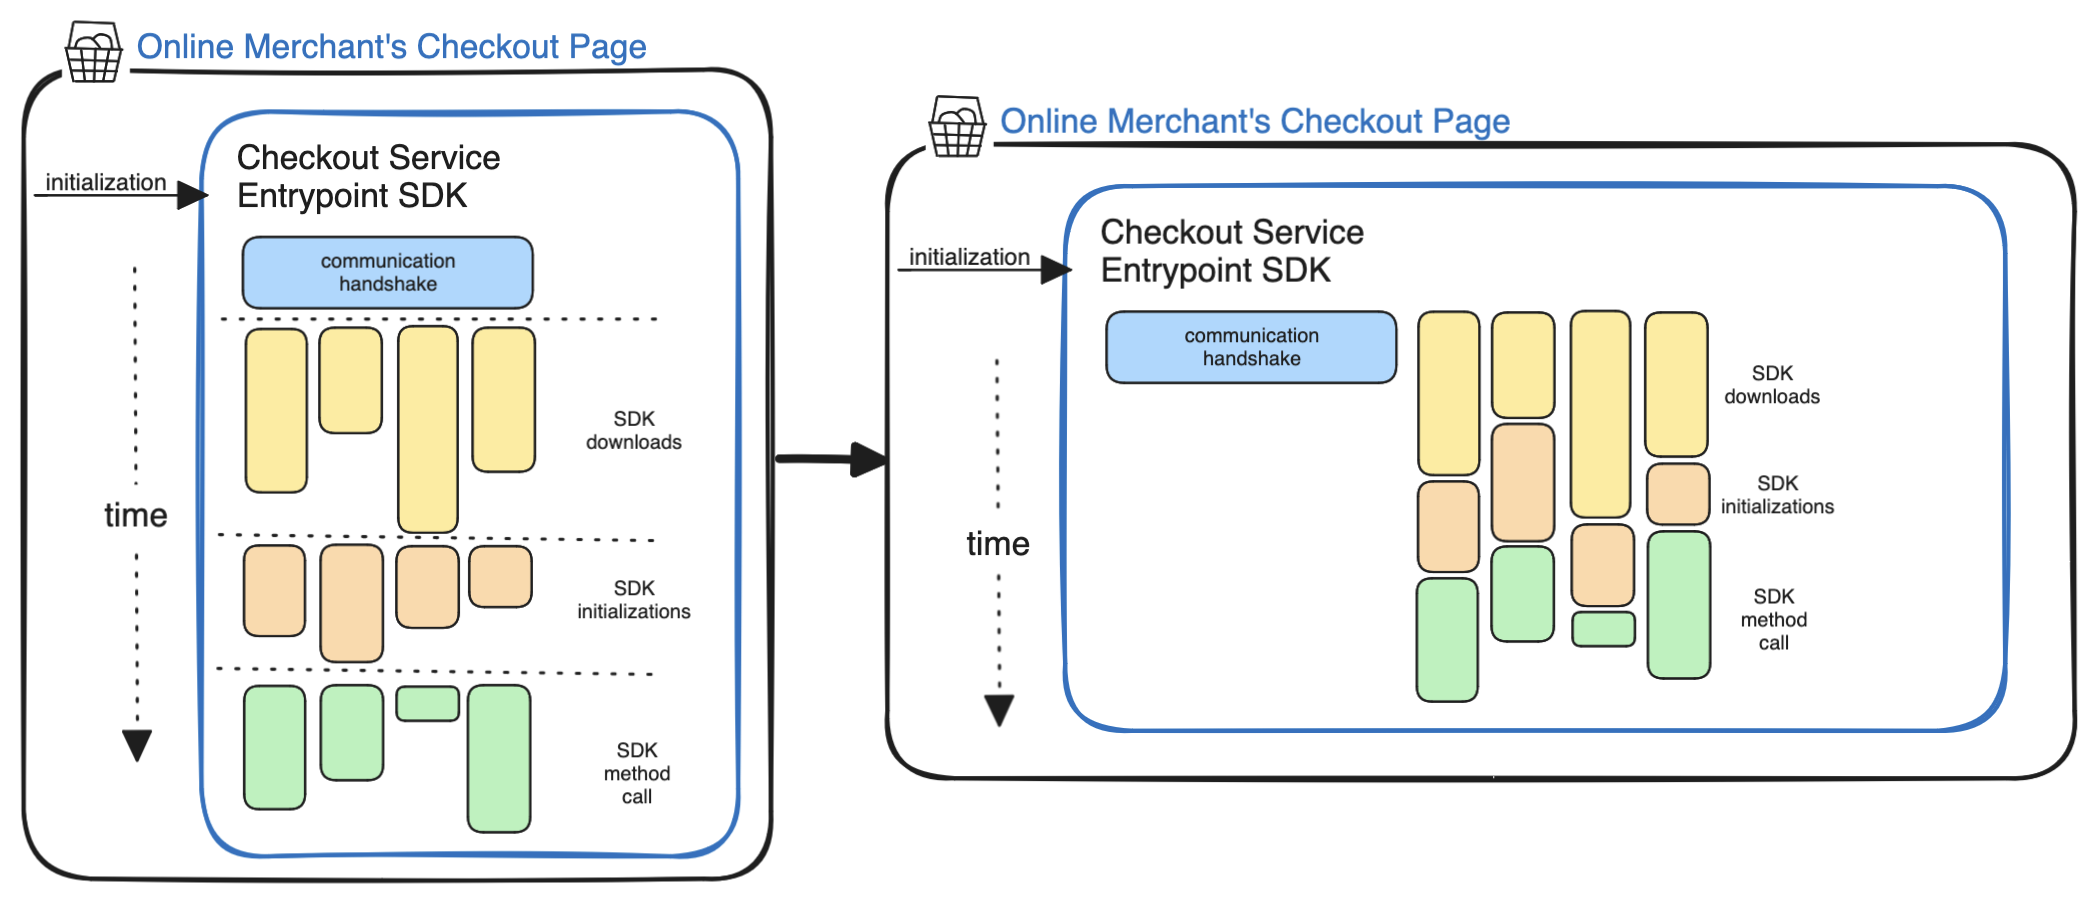 Online Merchant's Checkout Page
initialization
Checkout Service
Entrypoint SDK
communication
handshake
SDK
downloads
time
SDK
initializations
SDK
method
call
Online Merchant's Checkout Page
initialization
Checkout Service
Entrypoint SDK
communication
handshake
SDK
downloads
SDK
initializations
time
SDK
method
call